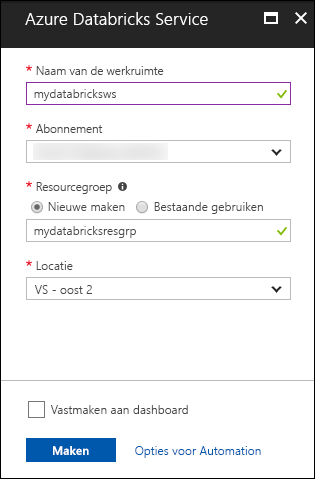 Azure Databricks Service
* Naam van de werkruimte
mydatabricksws
* Abonnement
* Resourcegroep
Nieuwe maken Bestaande gebruiken
mydatabricksresgrp
* Locatie
VS - oost 2
Vastmaken aan dashboard
Maken Opties voor Automation